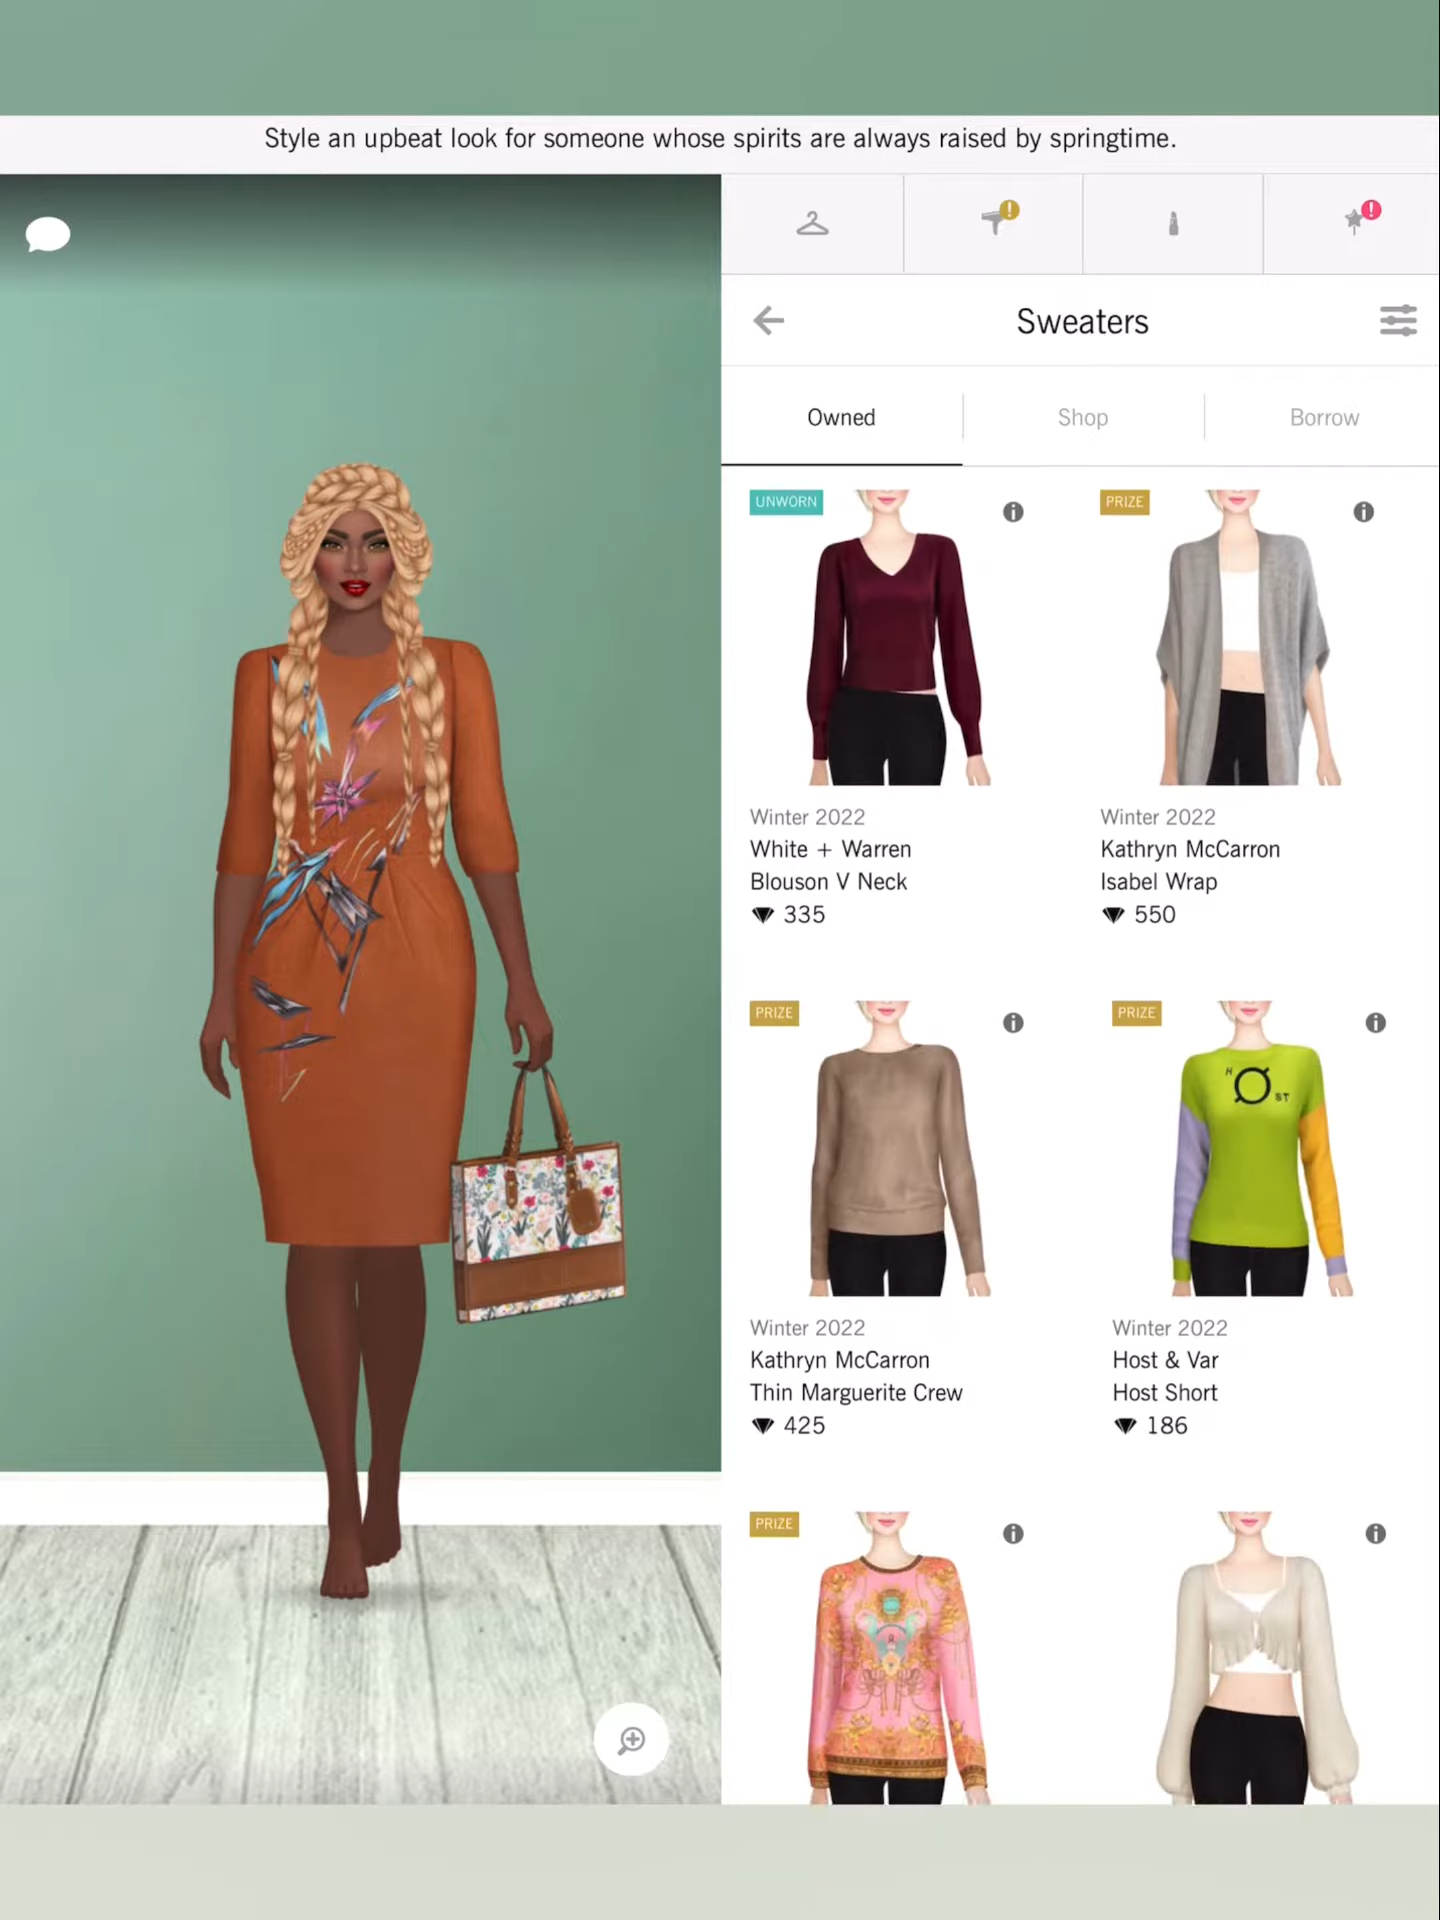 Style an upbeat look for someone whose spirits are always raised by springtime.
Sweaters
Owned
Shop
Borrow
UNWORN
PRIZE
Winter 2022
White + Warren
Blouson V Neck
335
Winter 2022
Kathryn McCarron
Isabel Wrap
550
PRIZE
PRIZE
H
ST
Winter 2022
Kathryn McCarron
Thin Marguerite Crew
425
Winter 2022
Host & Var
Host Short
186
PRIZE